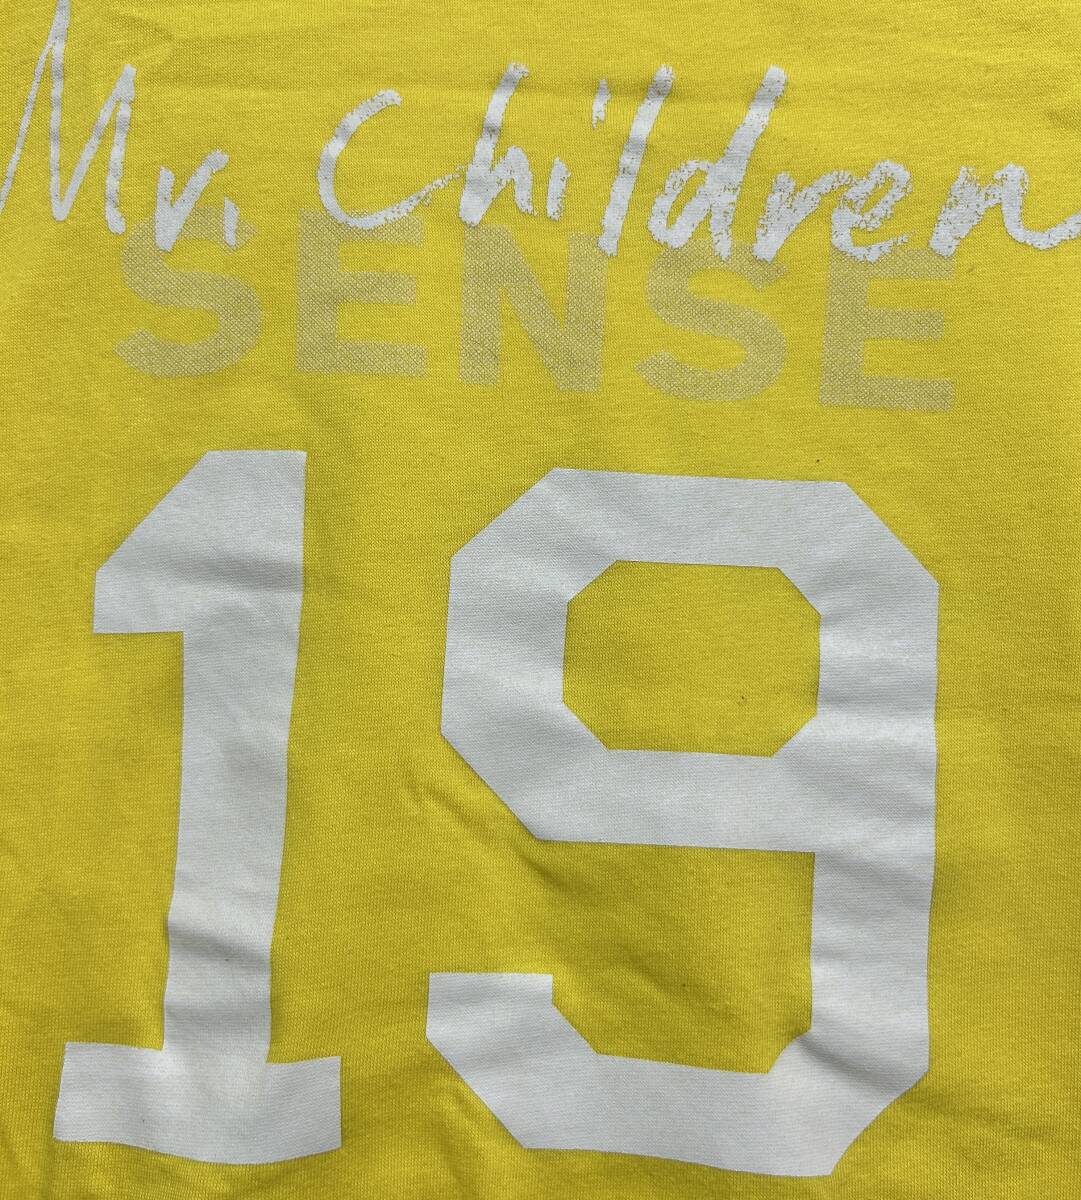 Mr. Children
SENSE
19